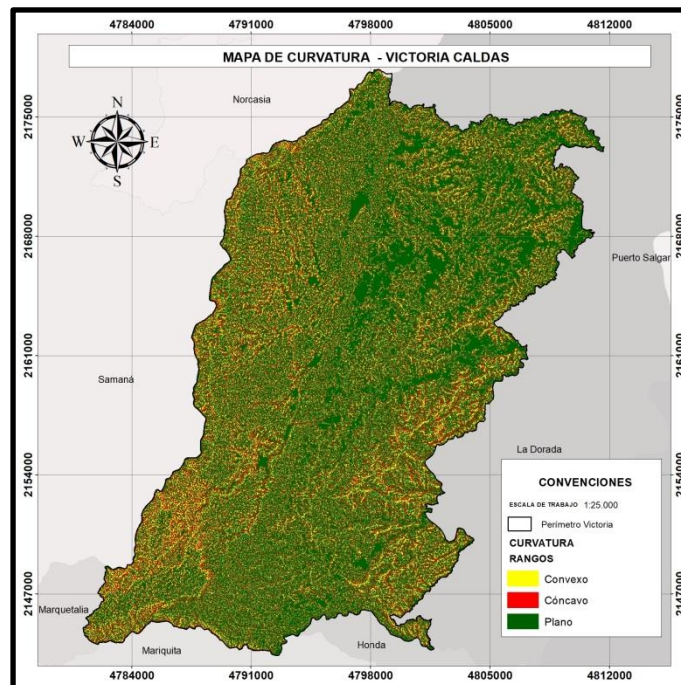 4784000 4791000 4798000 4805000 4812000
MAPA DE CURVATURA - VICTORIA CALDAS
Norcasia
2175000 2175000
N
W E
S
2168000 2168000
Puerto Salgar
2161000 2161000
Samaná
La Dorada
2154000 2154000
CONVENCIONES
ESCALA DE TRABAJO 1:25.000
Perímetro Victoria
CURVATURA
RANGOS
Convexo
Cóncavo
Plano
2147000 2147000
Marquetalia
Mariquita
Honda
4784000 4791000 4798000 4805000 4812000